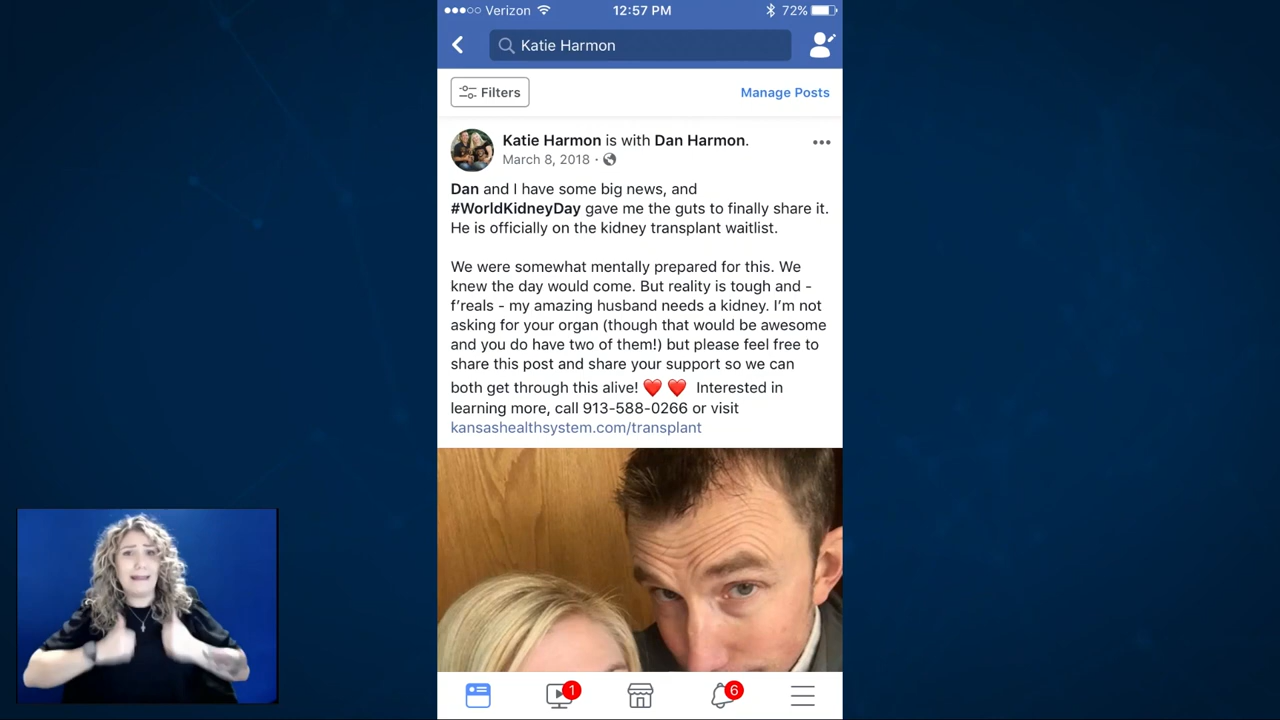 Verizon
12:57 PM
72%
Katie Harmon
Filters
Manage Posts
Katie Harmon is with Dan Harmon.
March 8, 2018 ·
Dan and I have some big news, and
#WorldKidneyDay gave me the guts to finally share it.
He is officially on the kidney transplant waitlist.
We were somewhat mentally prepared for this. We
knew the day would come. But reality is tough and -
f'reals - my amazing husband needs a kidney. I'm not
asking for your organ (though that would be awesome
and you do have two of them!) but please feel free to
share this post and share your support so we can
both get through this alive! ❤️ ❤️ Interested in
learning more, call 913-588-0266 or visit
kansashealthsystem.com/transplant
1
6